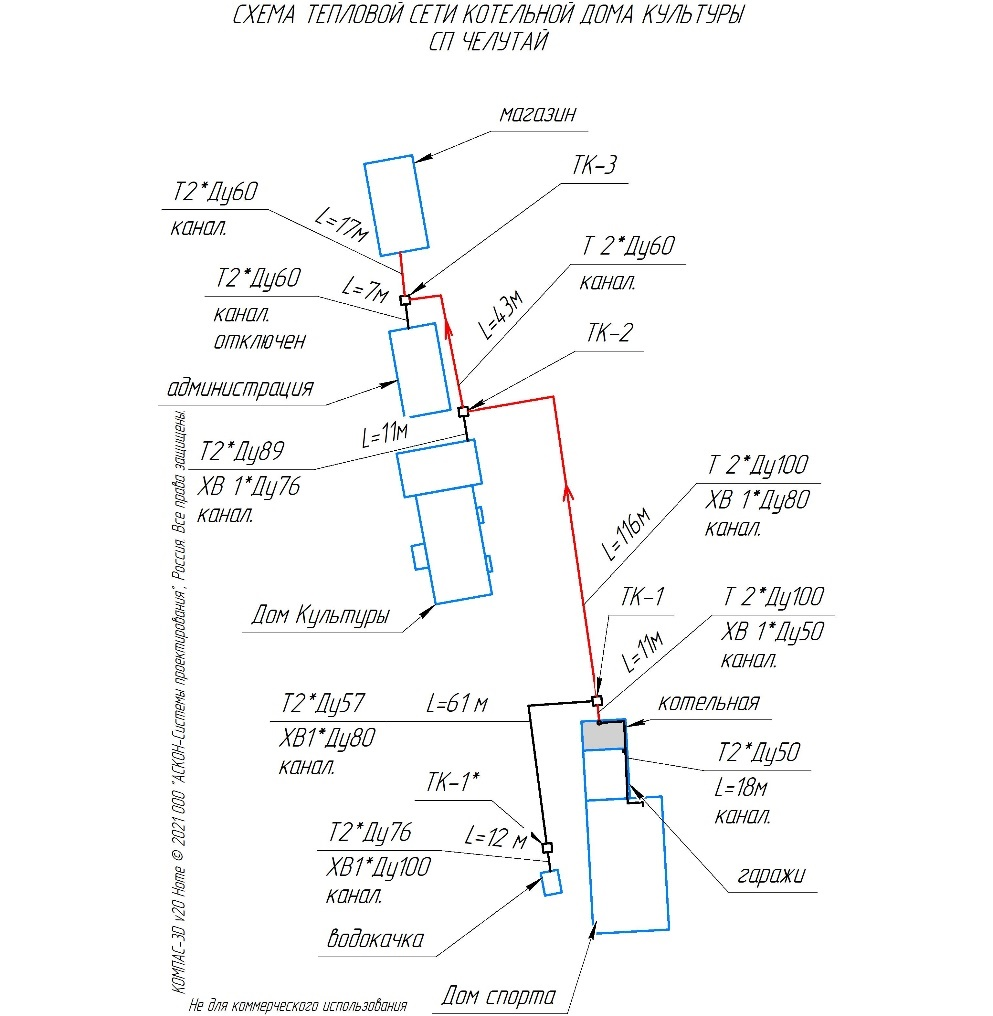 СХЕМА ТЕПЛОВОЙ СЕТИ КОТЕЛЬНОЙ ДОМА КУЛЬТУРЫ
СП ЧЕЛУТАЙ
магазин
ТК-3
Т2*Ду60
канал.
L=17м
Т 2*Ду60
канал.
Т2*Ду60
канал.
отключен
L=7м
L=43м
ТК-2
администрация
L=11м
Т2*Ду89
ХВ 1*Ду76
канал.
Т 2*Ду100
ХВ 1*Ду80
канал.
L=116м
Дом Культуры
ТК-1
Т 2*Ду100
ХВ 1*Ду50
канал.
L=11м
Т2*Ду57
L=61 м
ХВ1*Ду80
канал.
котельная
Т2*Ду50
L=18м
канал.
ТК-1*
Т2*Ду76
L=12 м
ХВ1*Ду100
канал.
гаражи
водокачка
Дом спорта
КОМПАС-3D v20 Home © 2021 ООО "АСКОН-Системы проектирования", Россия. Все права защищены.
Не для коммерческого использования